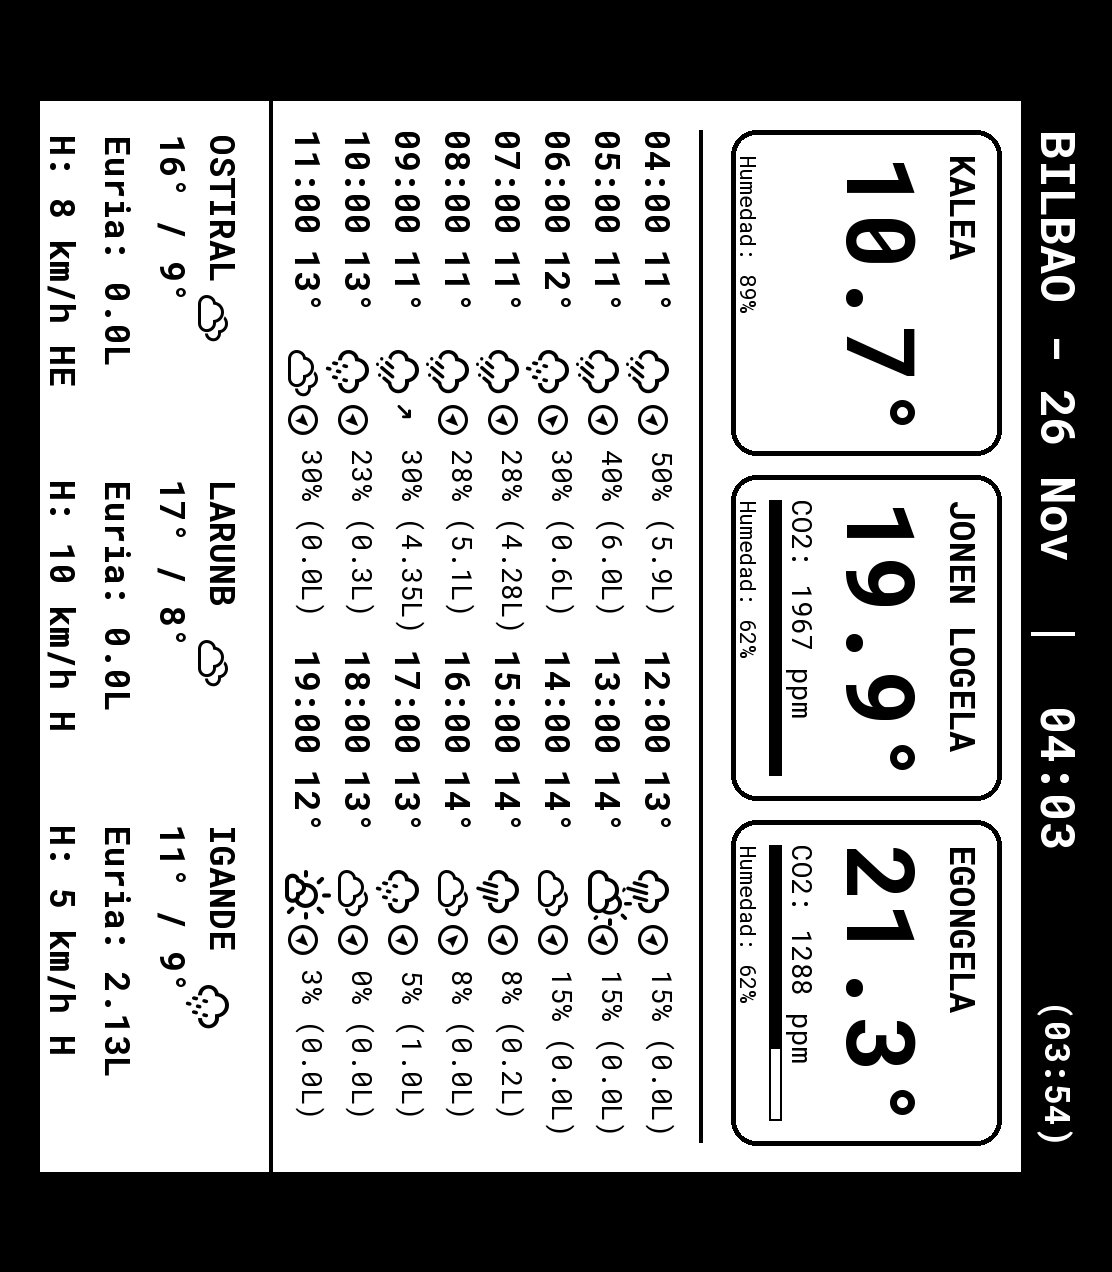 BILBAO - 26 Nov | 04:03 (03:54)
KALEA
10.7°
Humedad: 89%
JONEN LOGELA
19.9°
CO2: 1967 ppm
Humedad: 62%
EGONGELA
21.3°
CO2: 1288 ppm
Humedad: 62%
04:00 11° 50% (5.9L)
05:00 11° 40% (6.0L)
06:00 12° 30% (0.6L)
07:00 11° 28% (4.28L)
08:00 11° 28% (5.1L)
09:00 11° 30% (4.35L)
10:00 13° 23% (0.3L)
11:00 13° 30% (0.0L)
12:00 13° 15% (0.0L)
13:00 14° 15% (0.0L)
14:00 14° 15% (0.0L)
15:00 14° 8% (0.2L)
16:00 14° 8% (0.0L)
17:00 13° 5% (1.0L)
18:00 13° 0% (0.0L)
19:00 12° 3% (0.0L)
OSTIRAL
16° / 9°
Euria: 0.0L
H: 8 km/h HE
LARUNB
17° / 8°
Euria: 0.0L
H: 10 km/h H
IGANDE
11° / 9°
Euria: 2.13L
H: 5 km/h H